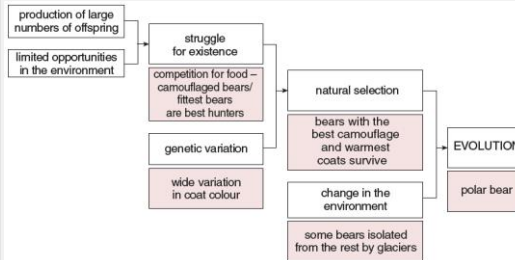 production of large
numbers of offspring
limited opportunities
in the environment
struggle
for existence
competition for food –
camouflaged bears/
fittest bears
are best hunters
genetic variation
wide variation
in coat colour
natural selection
bears with the
best camouflage
and warmest
coats survive
change in the
environment
some bears isolated
from the rest by glaciers
EVOLUTION
polar bear